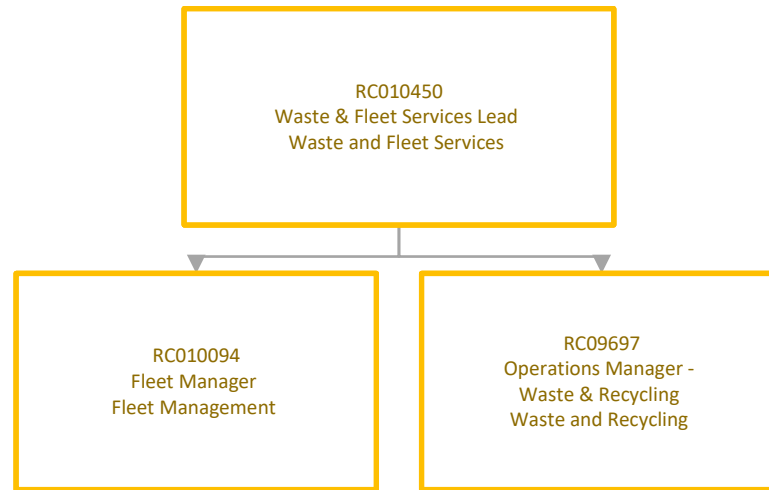 RC010450
Waste & Fleet Services Lead
Waste and Fleet Services
RC010094
Fleet Manager
Fleet Management
RC09697
Operations Manager -
Waste & Recycling
Waste and Recycling